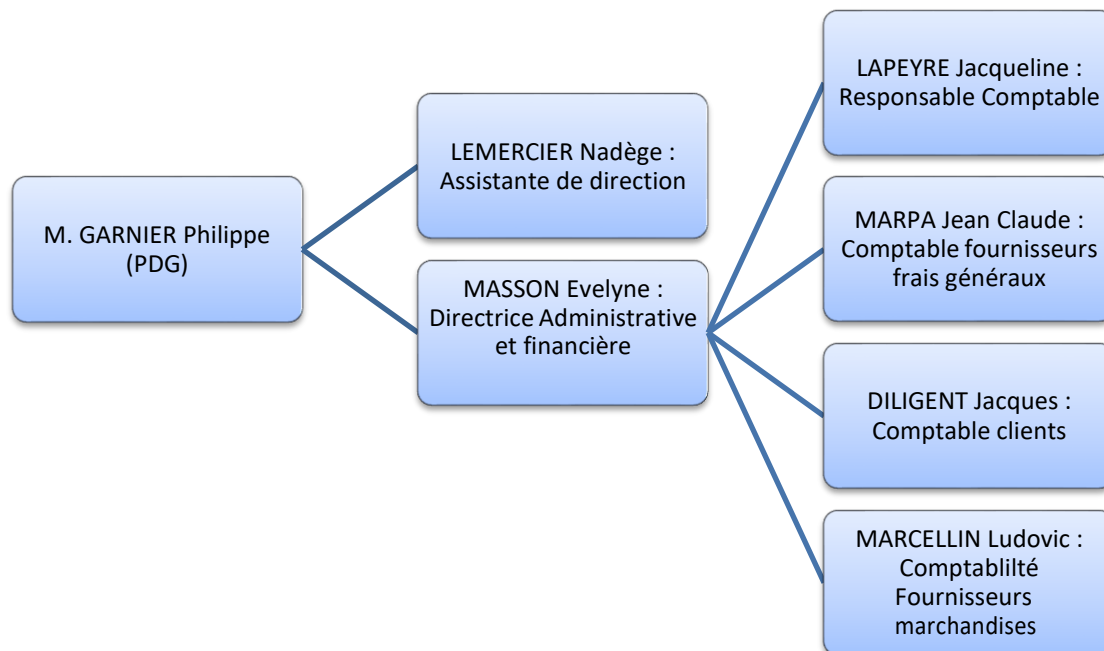 M. GARNIER Philippe
(PDG)
LEMERCIER Nadège :
Assistante de direction
MASSON Evelyne :
Directrice Administrative
et financière
LAPEYRE Jacqueline :
Responsable Comptable
MARPA Jean Claude :
Comptable fournisseurs
frais généraux
DILIGENT Jacques :
Comptable clients
MARCELLIN Ludovic :
Comptablilté
Fournisseurs
marchandises